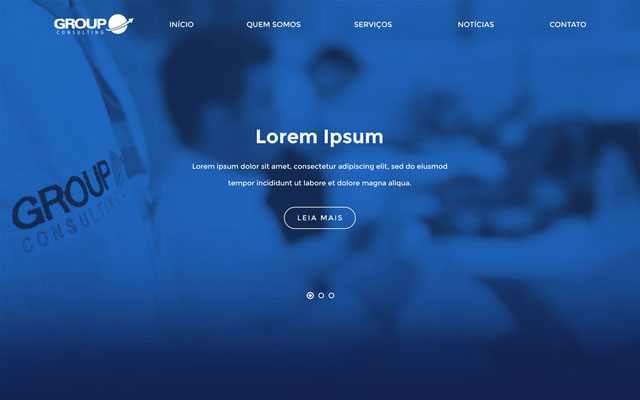 GROUP
CONSULTING
INÍCIO
QUEM SOMOS
SERVIÇOS
NOTÍCIAS
CONTATO
Lorem Ipsum
Lorem ipsum dolor sit amet, consectetur adipiscing elit, sed do eiusmod
tempor incididunt ut labore et dolore magna aliqua.
LEIA MAIS
GROUP
CONSULTING